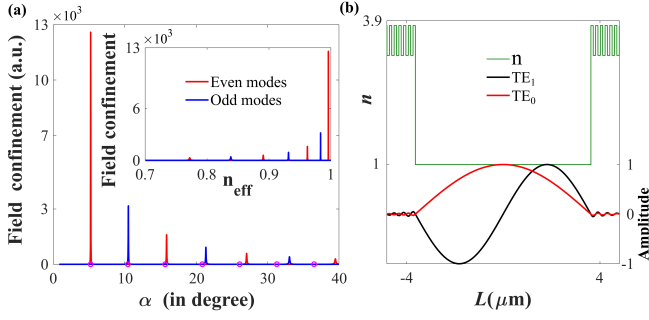 (a)
×10³
13
10
7
3
0
Field confinement (a.u.)
0
10
20
30
40
α (in degree)
×10³
13
6
0
Field confinement
Even modes
Odd modes
0.7
0.8
0.9
1
n_eff
(b)
3.9
1
n
n
TE₁
TE₀
1
0
-1
Amplitude
-4
4
L(μm)